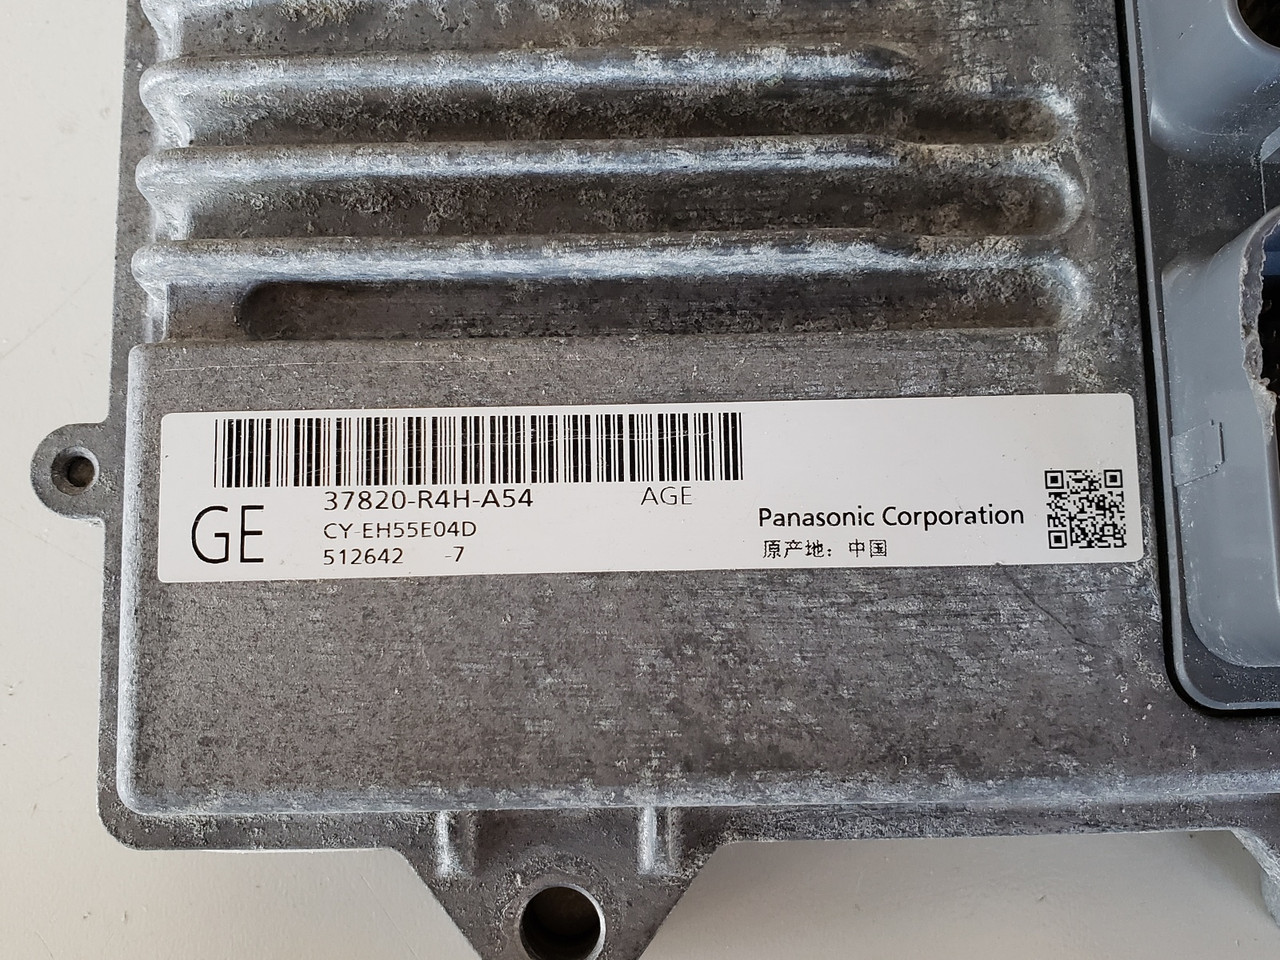 37820-R4H-A54 AGE
GE
CY-EH55E04D
512642 -7
Panasonic Corporation
原产地：中国